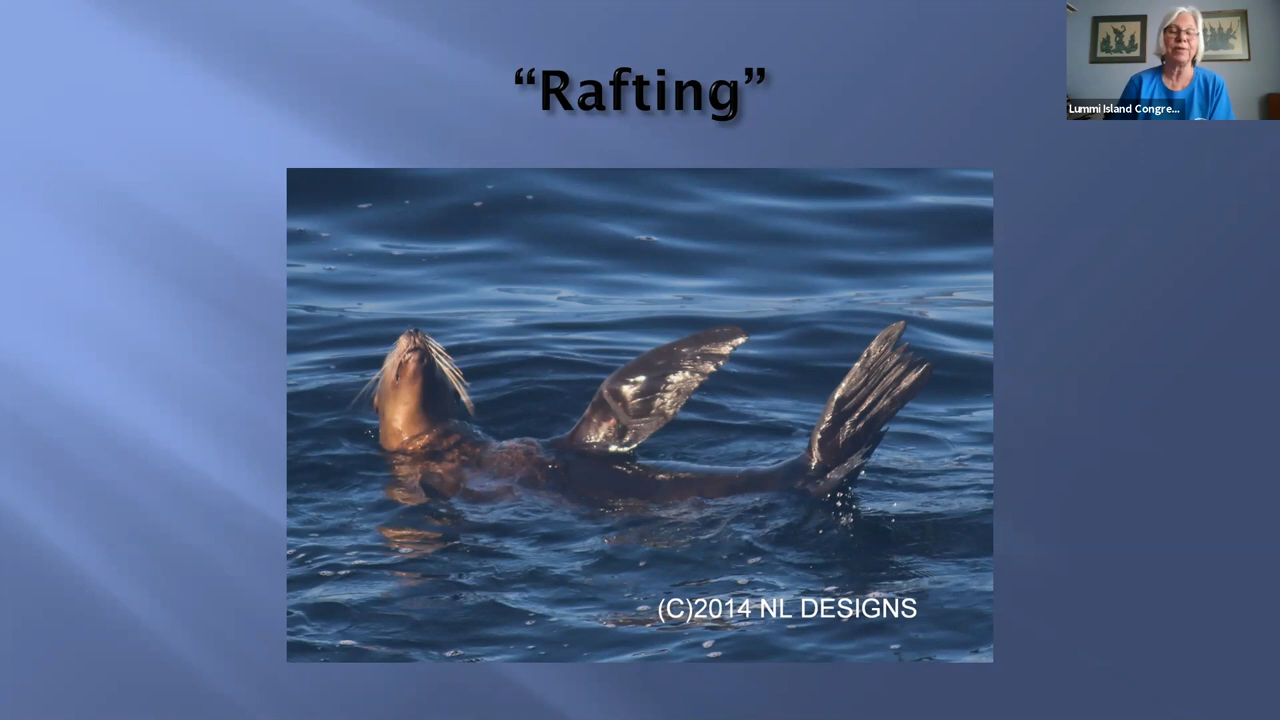 “Rafting”
Lummi Island Congre...
(C)2014 NL DESIGNS